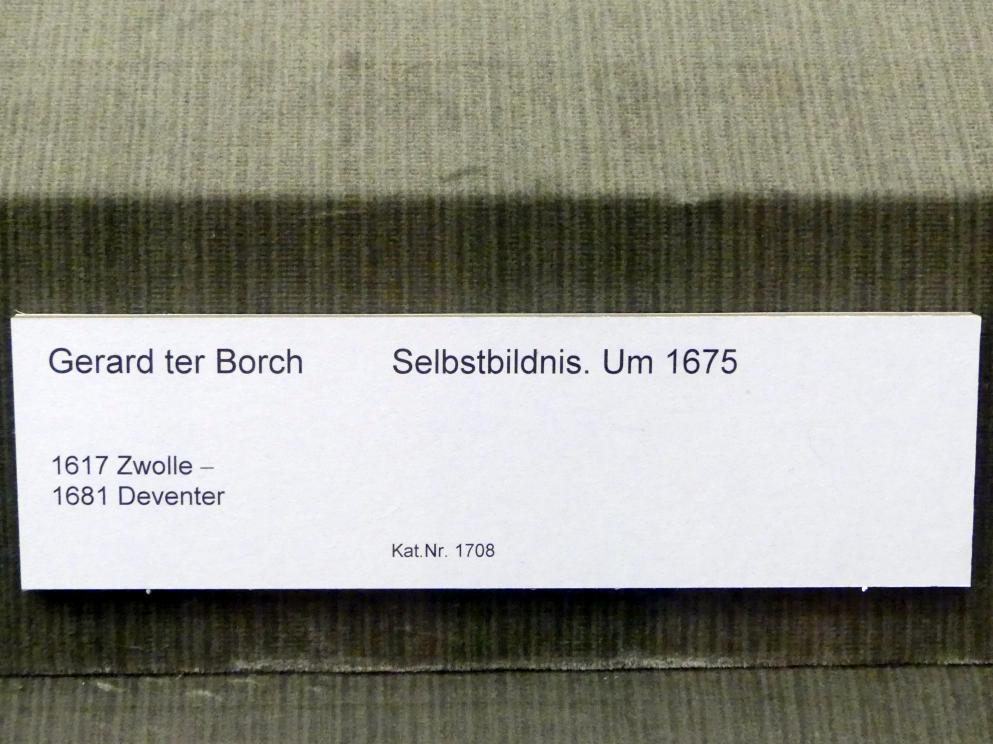 Gerard ter Borch
Selbstbildnis. Um 1675
1617 Zwolle –
1681 Deventer
Kat.Nr. 1708